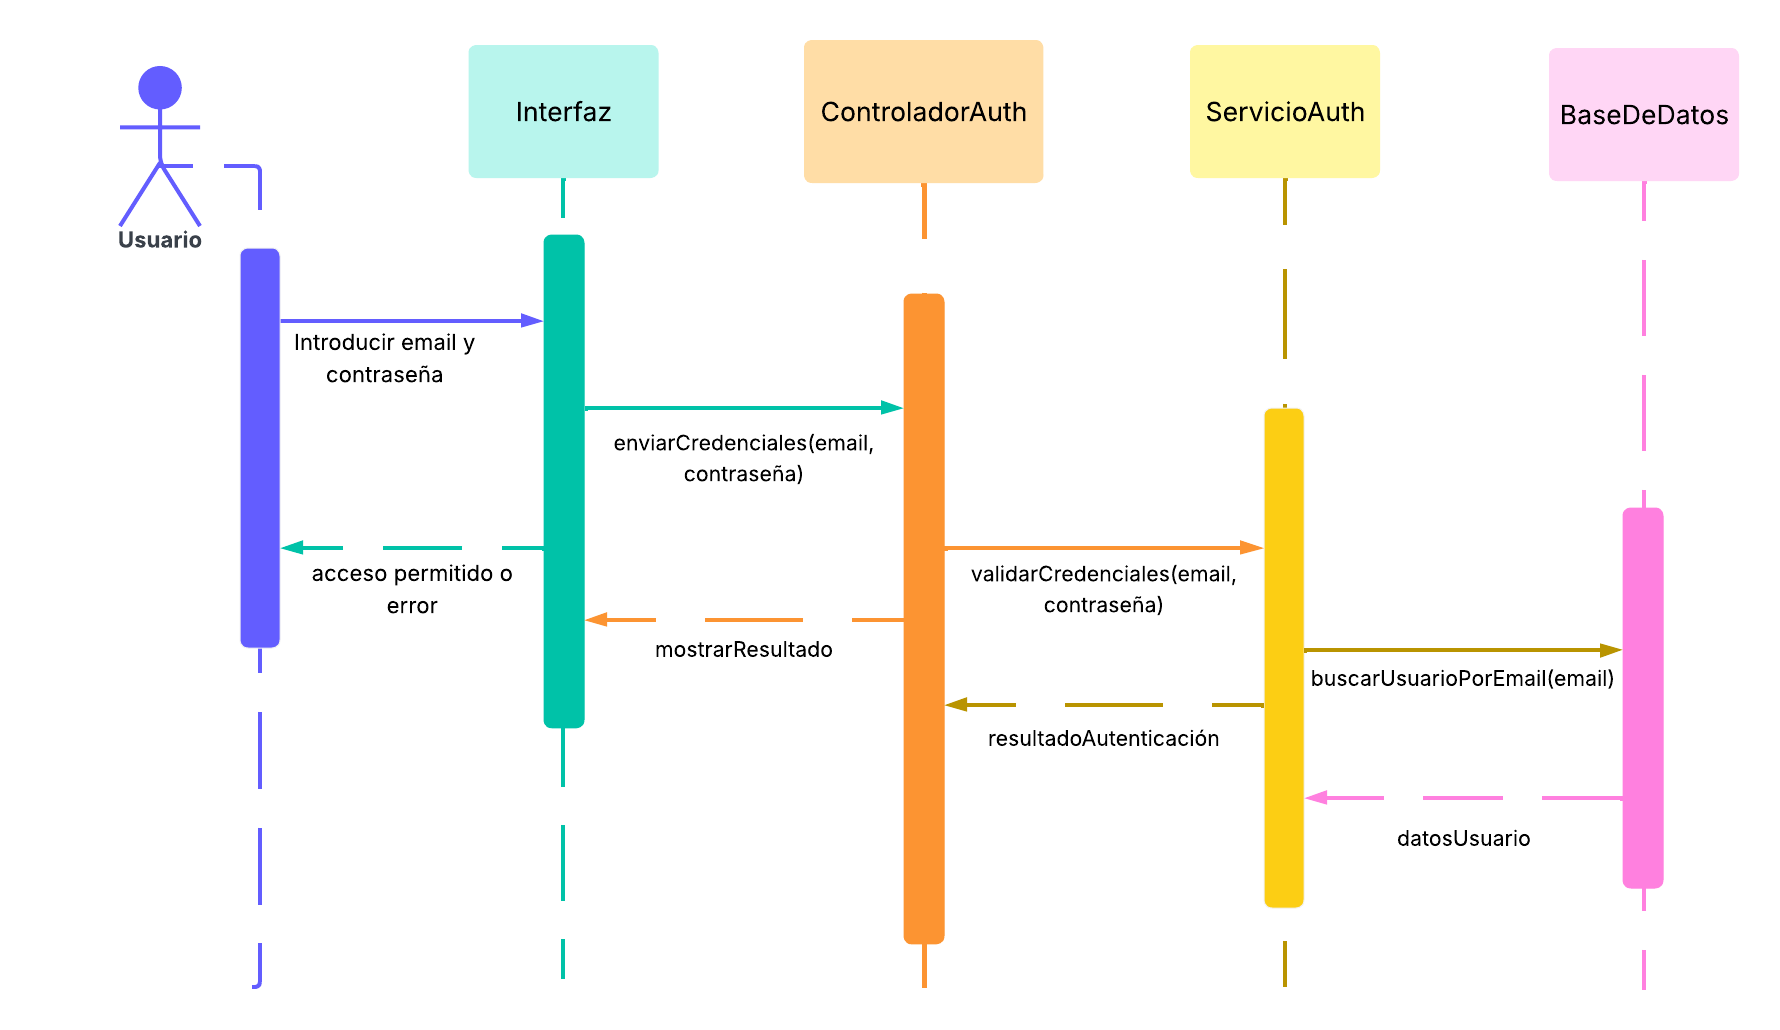 Interfaz
ControladorAuth
ServicioAuth
BaseDeDatos
Usuario
Introducir email y
contraseña
enviarCredenciales(email,
contraseña)
acceso permitido o
error
validarCredenciales(email,
contraseña)
mostrarResultado
buscarUsuarioPorEmail(email)
resultadoAutenticación
datosUsuario